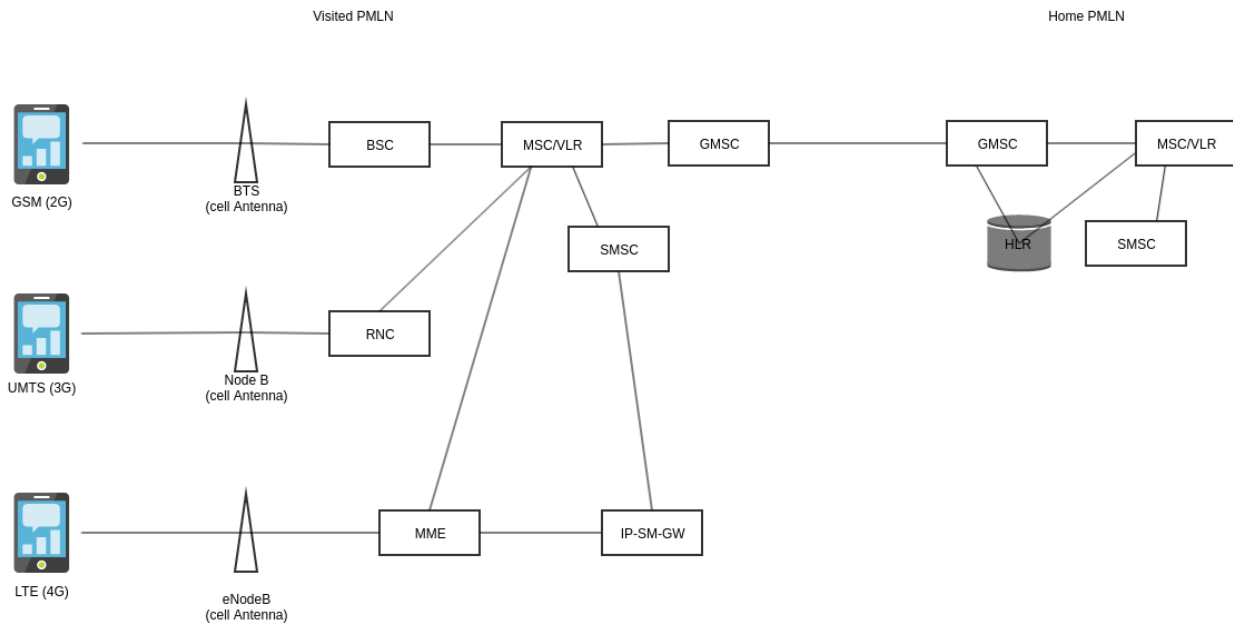 Visited PMLN
Home PMLN
BSC
MSC/VLR
GMSC
GMSC
MSC/VLR
GSM (2G)
BTS
(cell Antenna)
SMSC
HLR
SMSC
RNC
UMTS (3G)
Node B
(cell Antenna)
MME
IP-SM-GW
LTE (4G)
eNodeB
(cell Antenna)